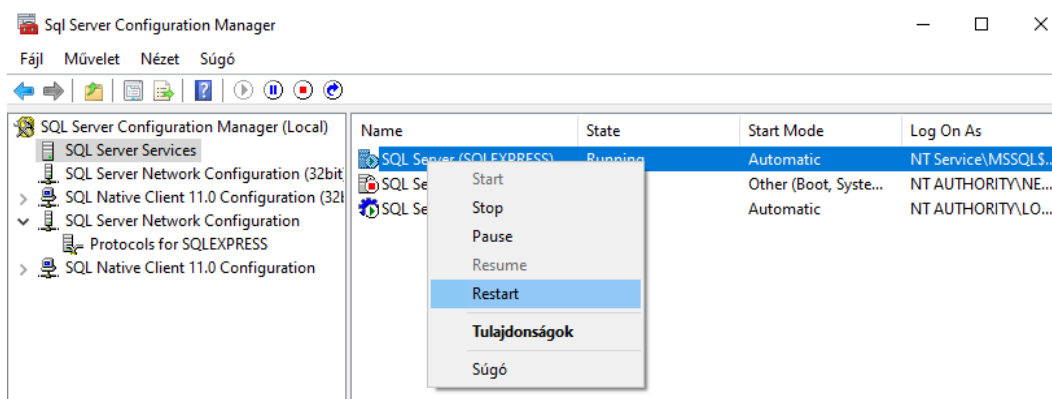 Sql Server Configuration Manager
Fájl Művelet Nézet Súgó
SQL Server Configuration Manager (Local)
SQL Server Services
SQL Server Network Configuration (32bit
SQL Native Client 11.0 Configuration (32
SQL Server Network Configuration
Protocols for SQLEXPRESS
SQL Native Client 11.0 Configuration
Name State Start Mode Log On As
SQL Server (SQLEXPRESS) Running Automatic NT Service\MSSQL$...
SQL Se Other (Boot, Syste... NT AUTHORITY\NE...
SQL Se Automatic NT AUTHORITY\LO...
Start
Stop
Pause
Resume
Restart
Tulajdonságok
Súgó